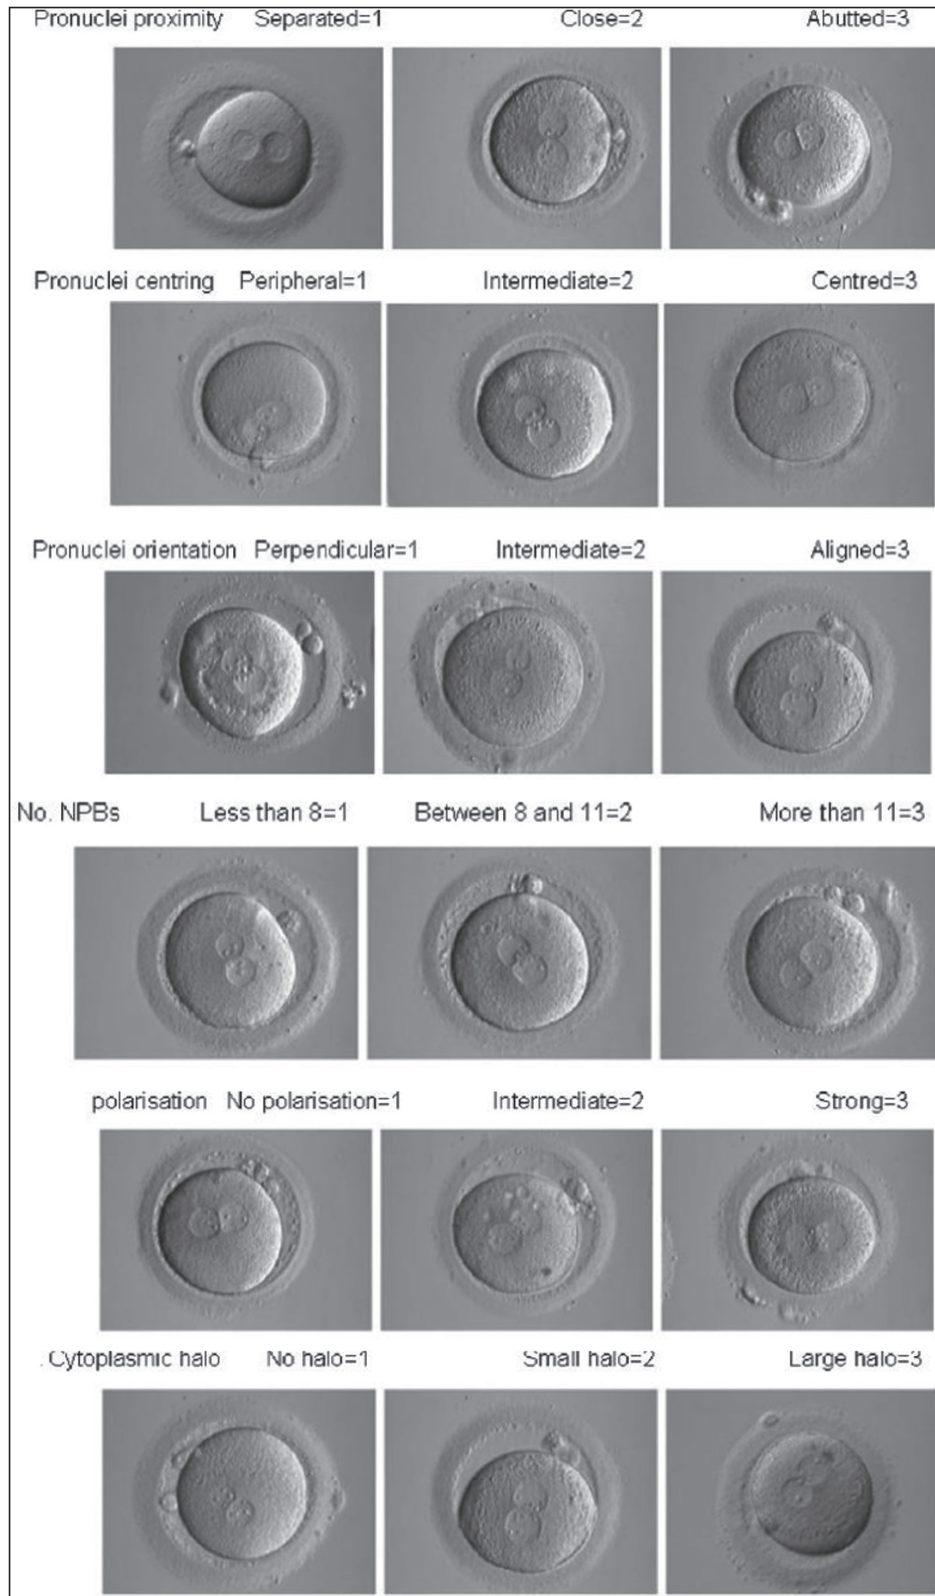 Pronuclei proximity Separated=1 Close=2 Abutted=3
Pronuclei centring Peripheral=1 Intermediate=2 Centred=3
Pronuclei orientation Perpendicular=1 Intermediate=2 Aligned=3
No. NPBs Less than 8=1 Between 8 and 11=2 More than 11=3
polarisation No polarisation=1 Intermediate=2 Strong=3
. Cytoplasmic halo No halo=1 Small halo=2 Large halo=3